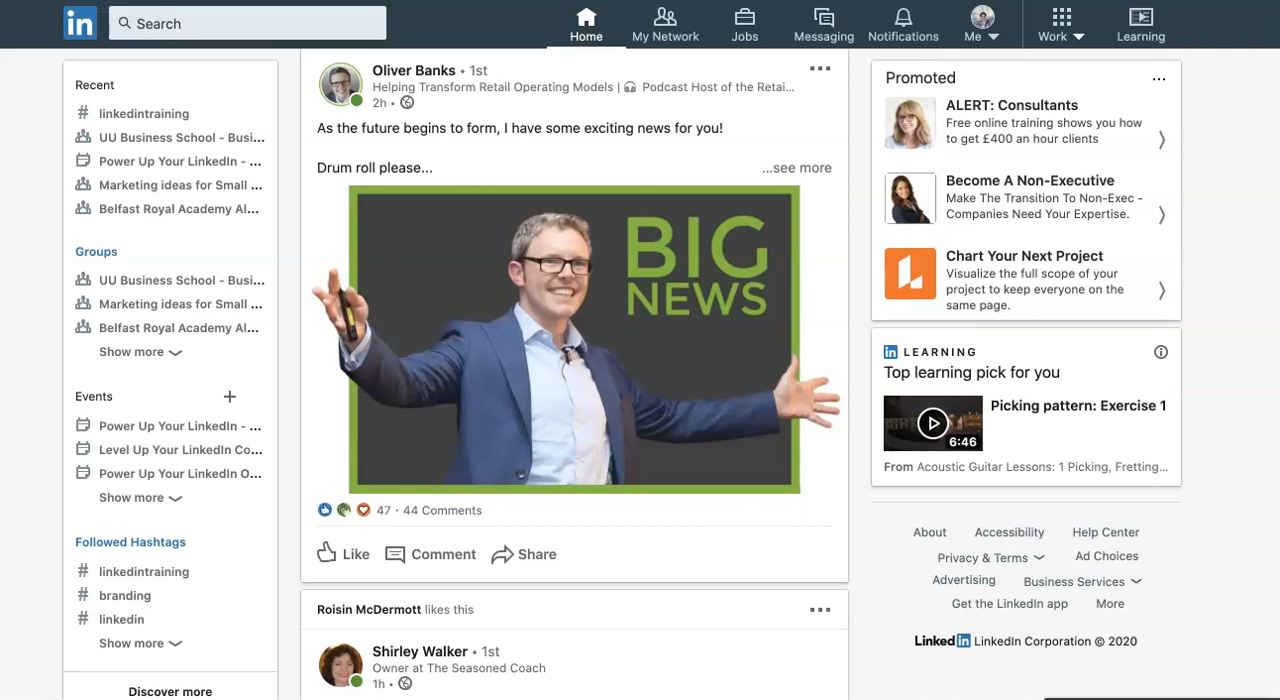 in
Search
Home
My Network
Jobs
Messaging
Notifications
Me
Work
Learning
Recent
# linkedintraining
UU Business School - Busi...
Power Up Your LinkedIn - ...
Marketing ideas for Small ...
Belfast Royal Academy Al...
Groups
UU Business School - Busi...
Marketing ideas for Small ...
Belfast Royal Academy Al...
Show more
Events +
Power Up Your LinkedIn - ...
Level Up Your LinkedIn Co...
Power Up Your LinkedIn O...
Show more
Followed Hashtags
# linkedintraining
# branding
# linkedin
Show more
Discover more
Oliver Banks • 1st
Helping Transform Retail Operating Models | 🎧 Podcast Host of the Retai...
2h •
As the future begins to form, I have some exciting news for you!
Drum roll please...
...see more
BIG
NEWS
47 · 44 Comments
Like
Comment
Share
Roisin McDermott likes this
Shirley Walker • 1st
Owner at The Seasoned Coach
1h •
Promoted
ALERT: Consultants
Free online training shows you how
to get £400 an hour clients
Become A Non-Executive
Make The Transition To Non-Exec -
Companies Need Your Expertise.
Chart Your Next Project
Visualize the full scope of your
project to keep everyone on the
same page.
in LEARNING
Top learning pick for you
Picking pattern: Exercise 1
6:46
From Acoustic Guitar Lessons: 1 Picking, Fretting...
About Accessibility Help Center
Privacy & Terms Ad Choices
Advertising Business Services
Get the LinkedIn app More
Linkedin LinkedIn Corporation © 2020